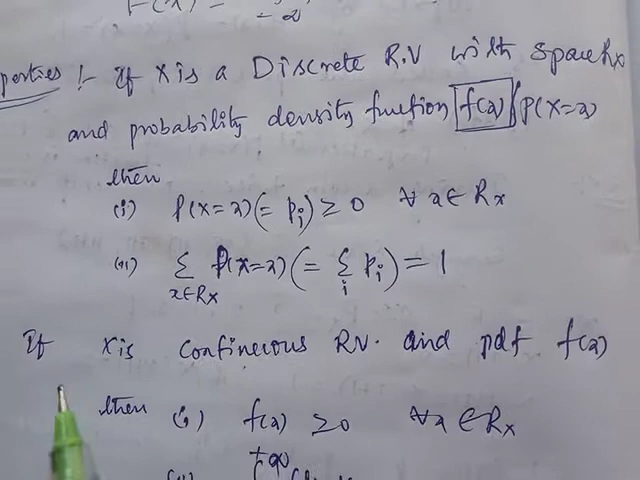 perties :- If X is a Discrete R.V with space Rx
and probability density function f(x) / P(X=x)
then
(i) P(X=x)(= Pi) ≥ 0 ∀ x ∈ Rx
(ii) Σ x∈Rx P(X=x)(= Σ i Pi) = 1
If X is confineous RV. and pdf f(x)
then (i) f(x) ≥ 0 ∀ x ∈ Rx
+∞